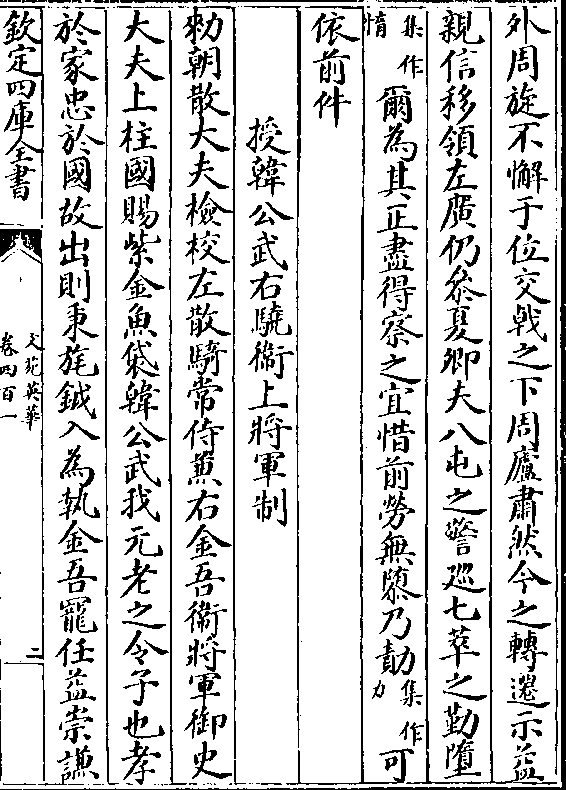 外周旋不懈于位交戟之下周廬肅然今之轉遷示益
親信移領左廣仍叅夏卿夫八屯之警廵七萃之勤墮
集作惰爾為其正盡得察之宜惜前勞無隳乃勣集作力可
依前件
授韓公武右驍衛上將軍制
勑朝散大夫檢校左散騎常侍兼右金吾衛將軍御史
大夫上柱國賜紫金魚袋韓公武我元老之令子也孝
於家忠於國故出則秉旄鉞入為執金吾寵任益崇謙
欽定四庫全書
文苑英華
卷四百一
二